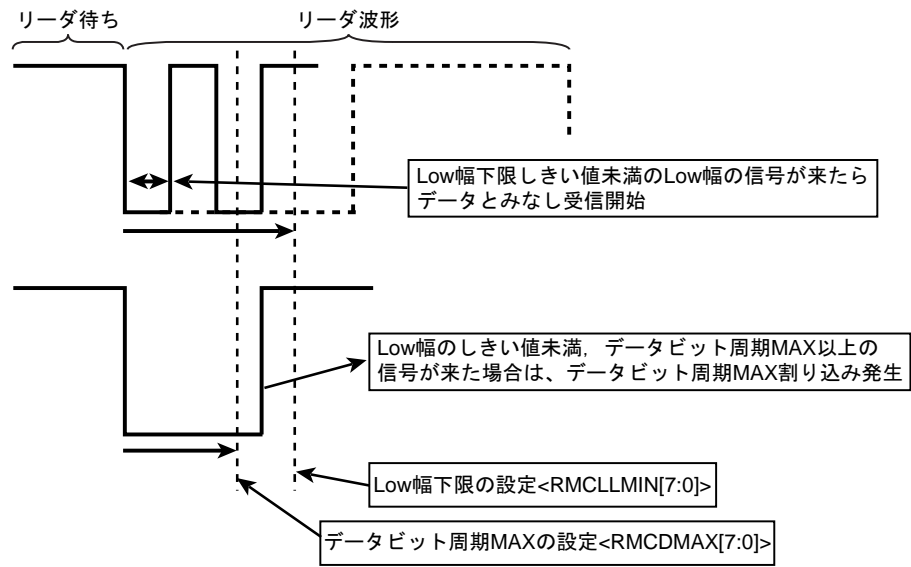 リーダ待ち
リーダ波形
Low幅下限しきい値未満のLow幅の信号が来たら
データとみなし受信開始
Low幅のしきい値未満，データビット周期MAX以上の
信号が来た場合は、データビット周期MAX割り込み発生
Low幅下限の設定<RMCLLMIN[7:0]>
データビット周期MAXの設定<RMCDMAX[7:0]>